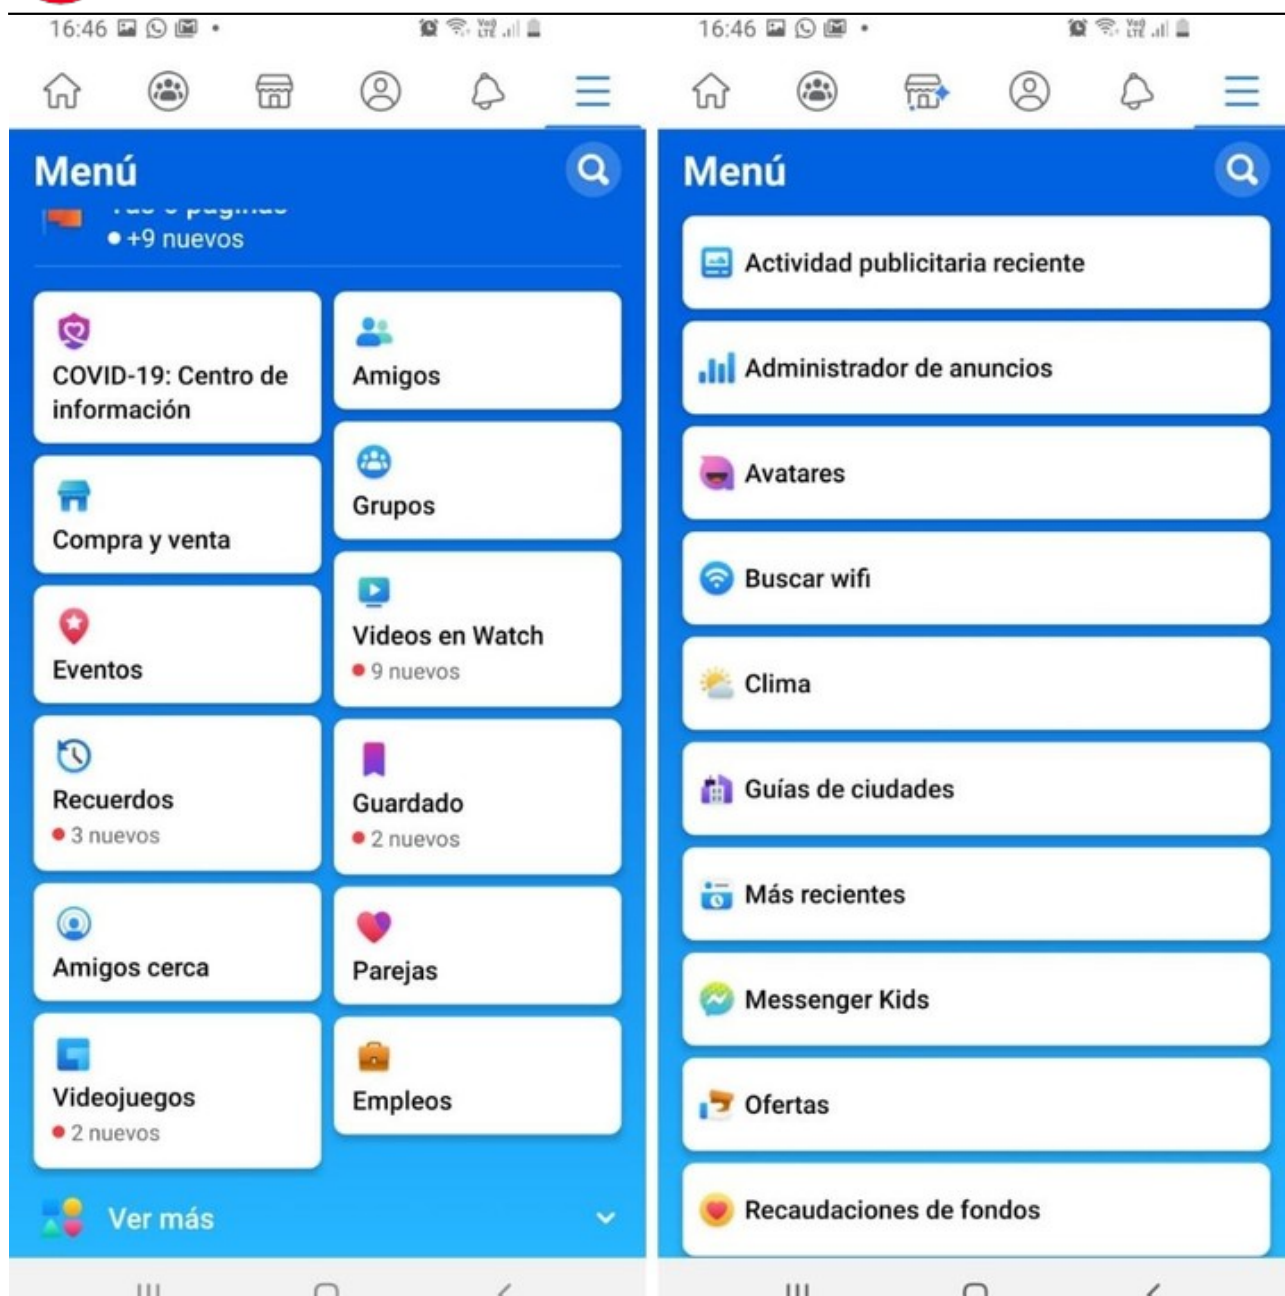 16:46
Menú
Tus 6 páginas
+9 nuevos
COVID-19: Centro de
información
Compra y venta
Eventos
Recuerdos
3 nuevos
Amigos cerca
Videojuegos
2 nuevos
Amigos
Grupos
Videos en Watch
9 nuevos
Guardado
2 nuevos
Parejas
Empleos
Ver más
16:46
Menú
Actividad publicitaria reciente
Administrador de anuncios
Avatares
Buscar wifi
Clima
Guías de ciudades
Más recientes
Messenger Kids
Ofertas
Recaudaciones de fondos